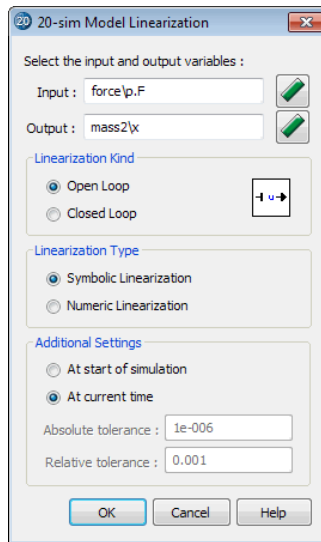 20 20-sim Model Linearization
Select the input and output variables :
Input : force\p.F
Output : mass2\x
Linearization Kind
Open Loop
u
Closed Loop
Linearization Type
Symbolic Linearization
Numeric Linearization
Additional Settings
At start of simulation
At current time
Absolute tolerance : 1e-006
Relative tolerance : 0.001
OK Cancel Help